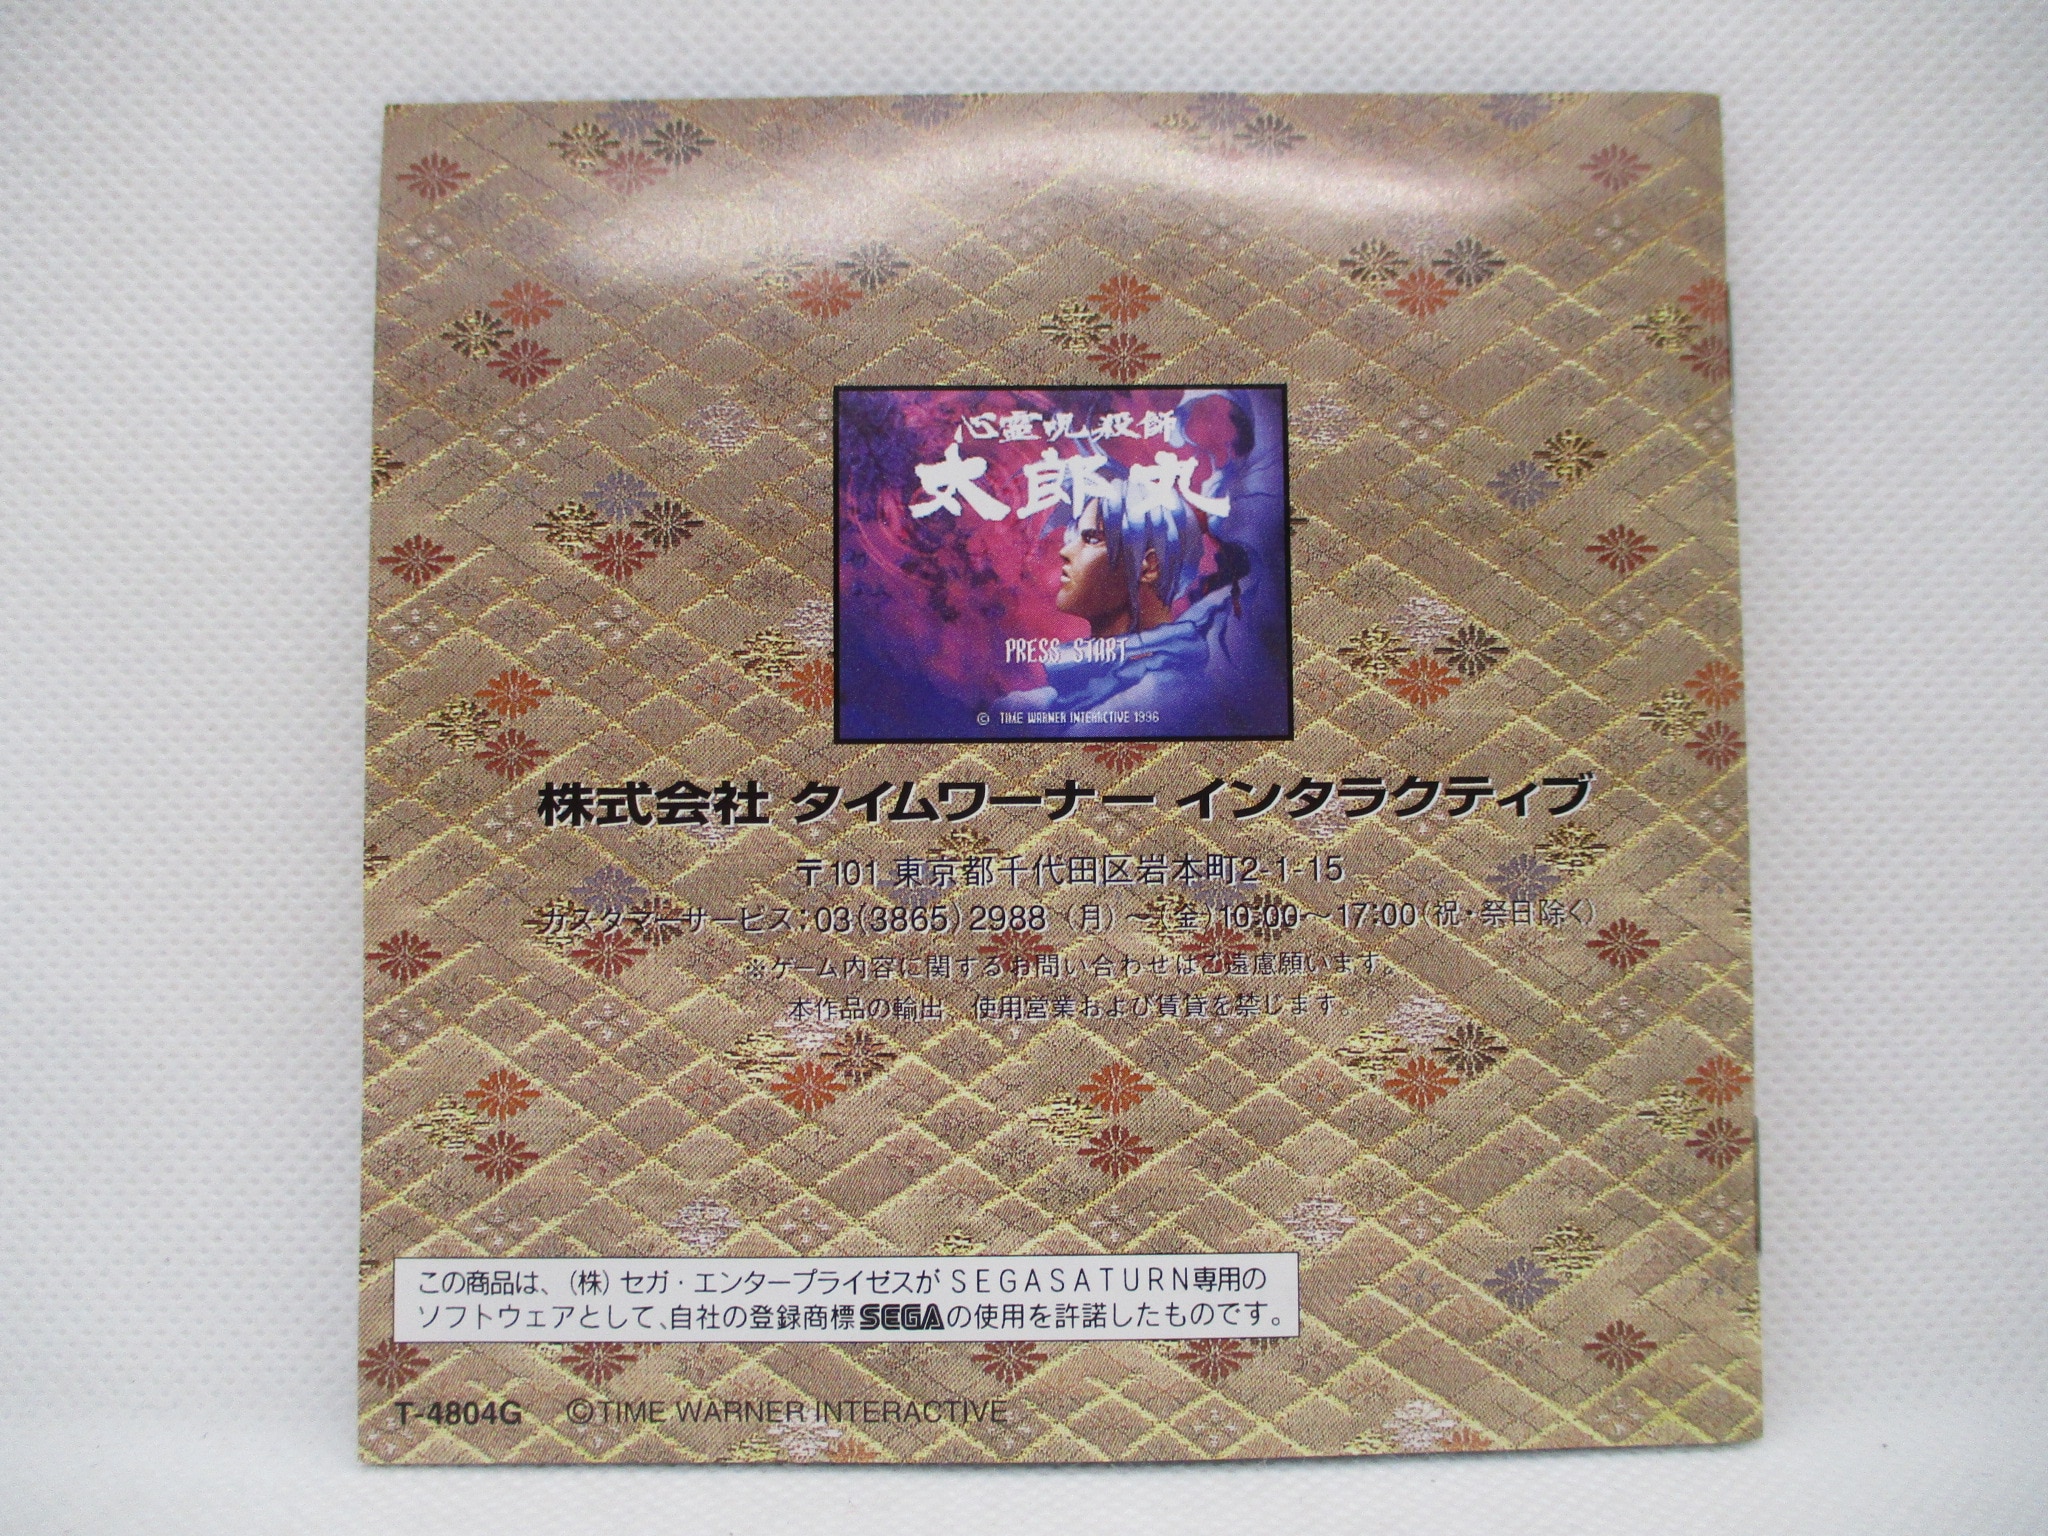 心霊呪殺師
太郎丸
PRESS START
© TIME WARNER INTERACTIVE 1996
株式会社 タイムワーナー インタラクティブ
〒101 東京都千代田区岩本町2-1-15
カスタマーサービス:03(3865)2988 (月)~(金)10:00~17:00(祝・祭日除く)
※ゲーム内容に関するお問い合わせはご遠慮願います。
本作品の輸出、使用営業および賃貸を禁じます。
この商品は、(株)セガ・エンタープライゼスがSEGASATURN専用の
ソフトウェアとして、自社の登録商標SEGAの使用を許諾したものです。
T-4804G ©TIME WARNER INTERACTIVE